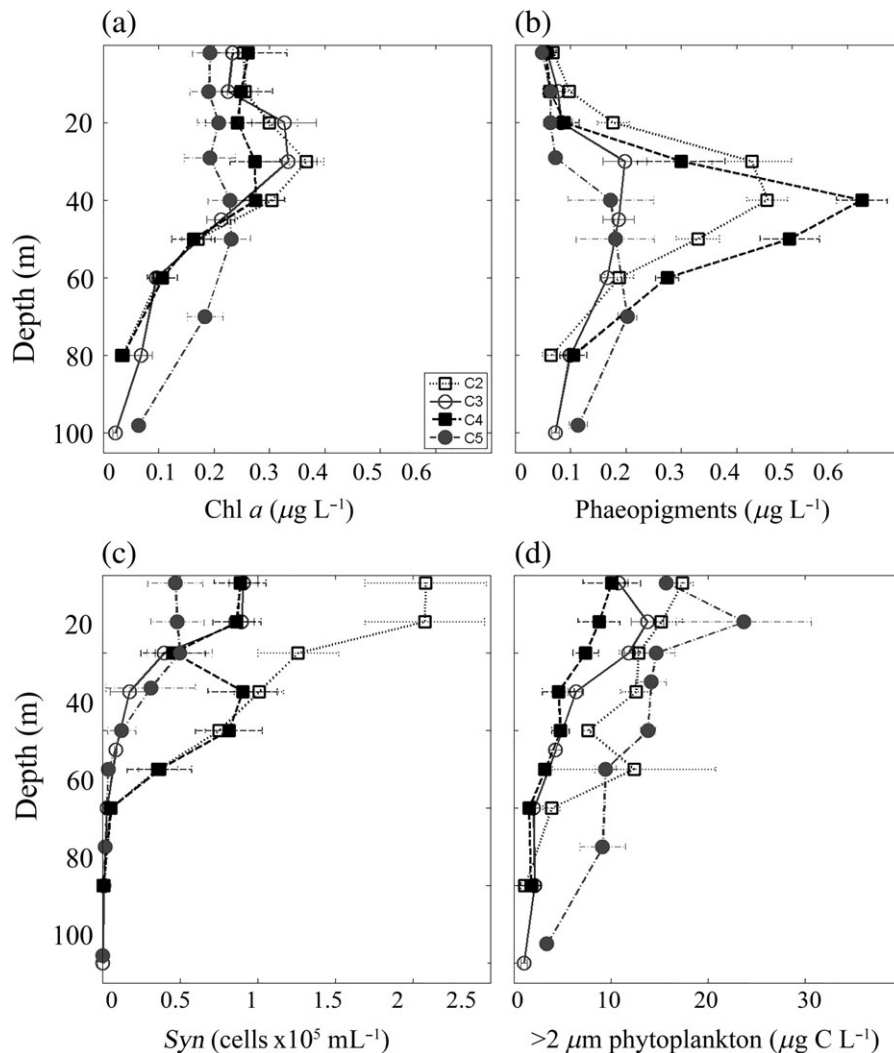 (a)
(b)
20
40
60
80
100
Depth (m)
C2
C3
C4
C5
0 0.1 0.2 0.3 0.4 0.6
Chl a (μg L⁻¹)
0 0.1 0.2 0.3 0.4 0.5 0.6
Phaeopigments (μg L⁻¹)
(c)
(d)
20
40
60
80
100
Depth (m)
0 0.5 1 1.5 2 2.5
Syn (cells x10⁵ mL⁻¹)
0 10 20 30
>2 μm phytoplankton (μg C L⁻¹)